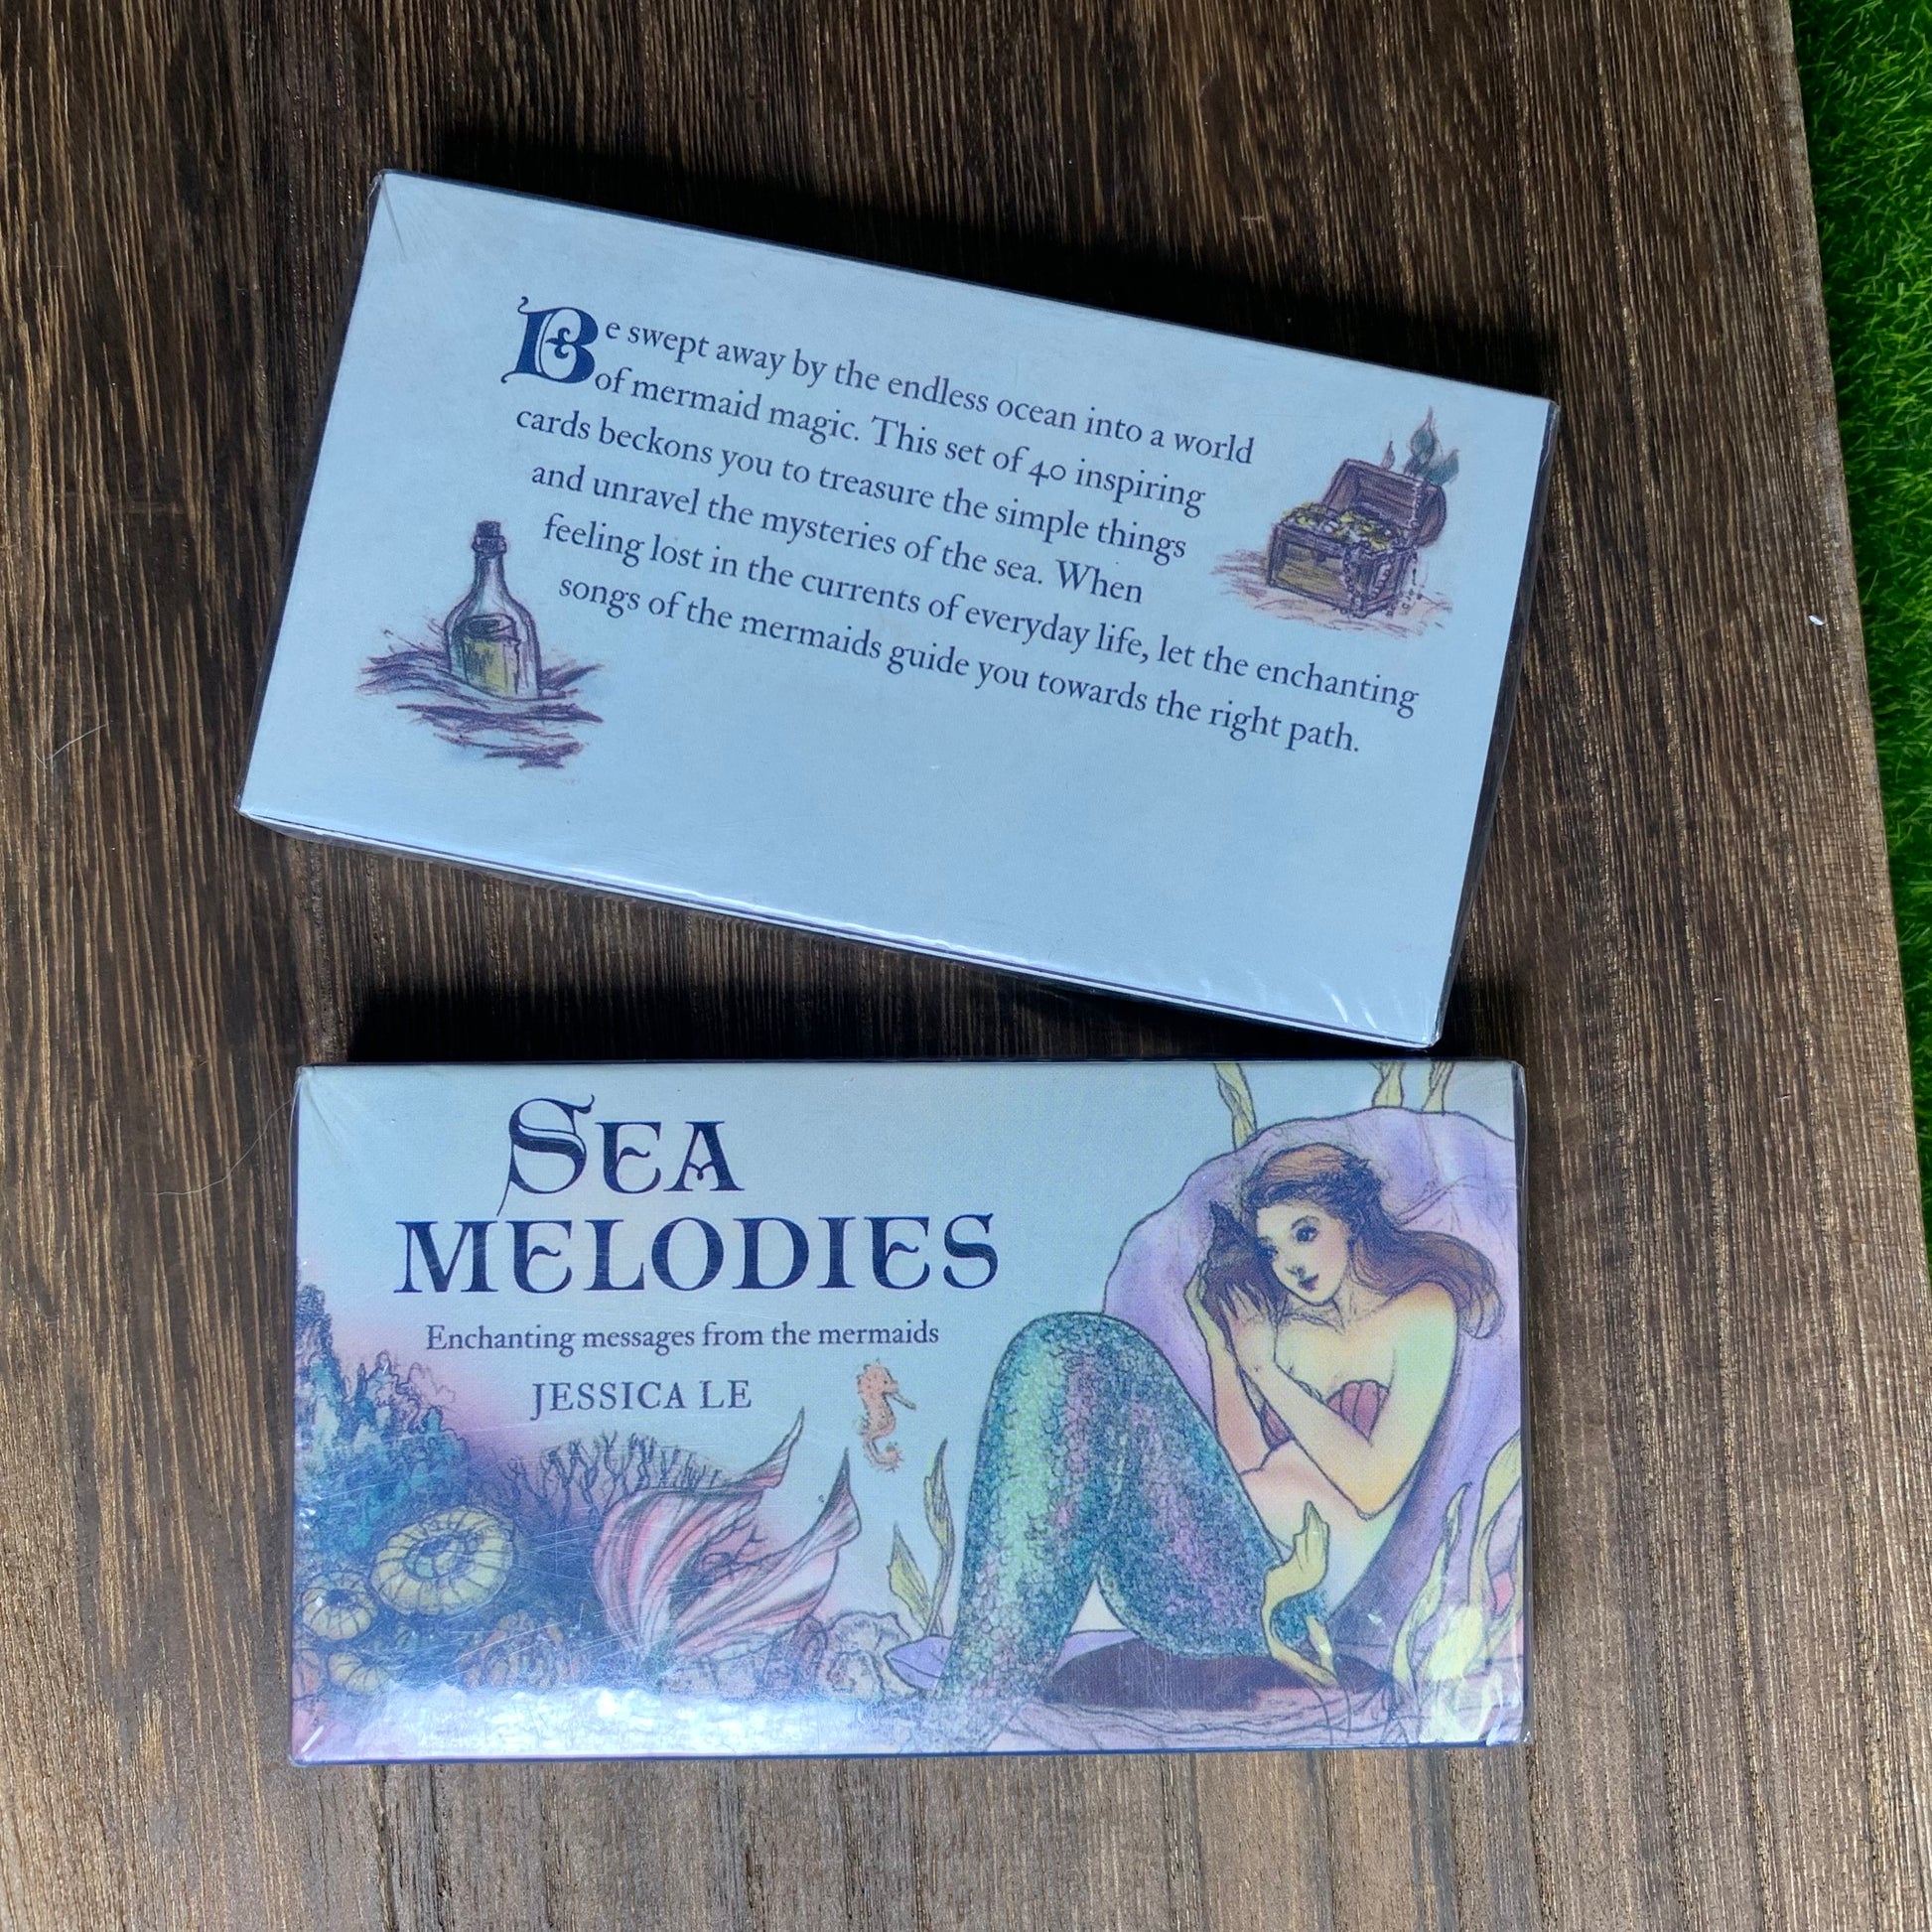 Be swept away by the endless ocean into a world
of mermaid magic. This set of 40 inspiring
cards beckons you to treasure the simple things
and unravel the mysteries of the sea. When
feeling lost in the currents of everyday life, let the enchanting
songs of the mermaids guide you towards the right path.
SEA
MELODIES
Enchanting messages from the mermaids
JESSICA LE